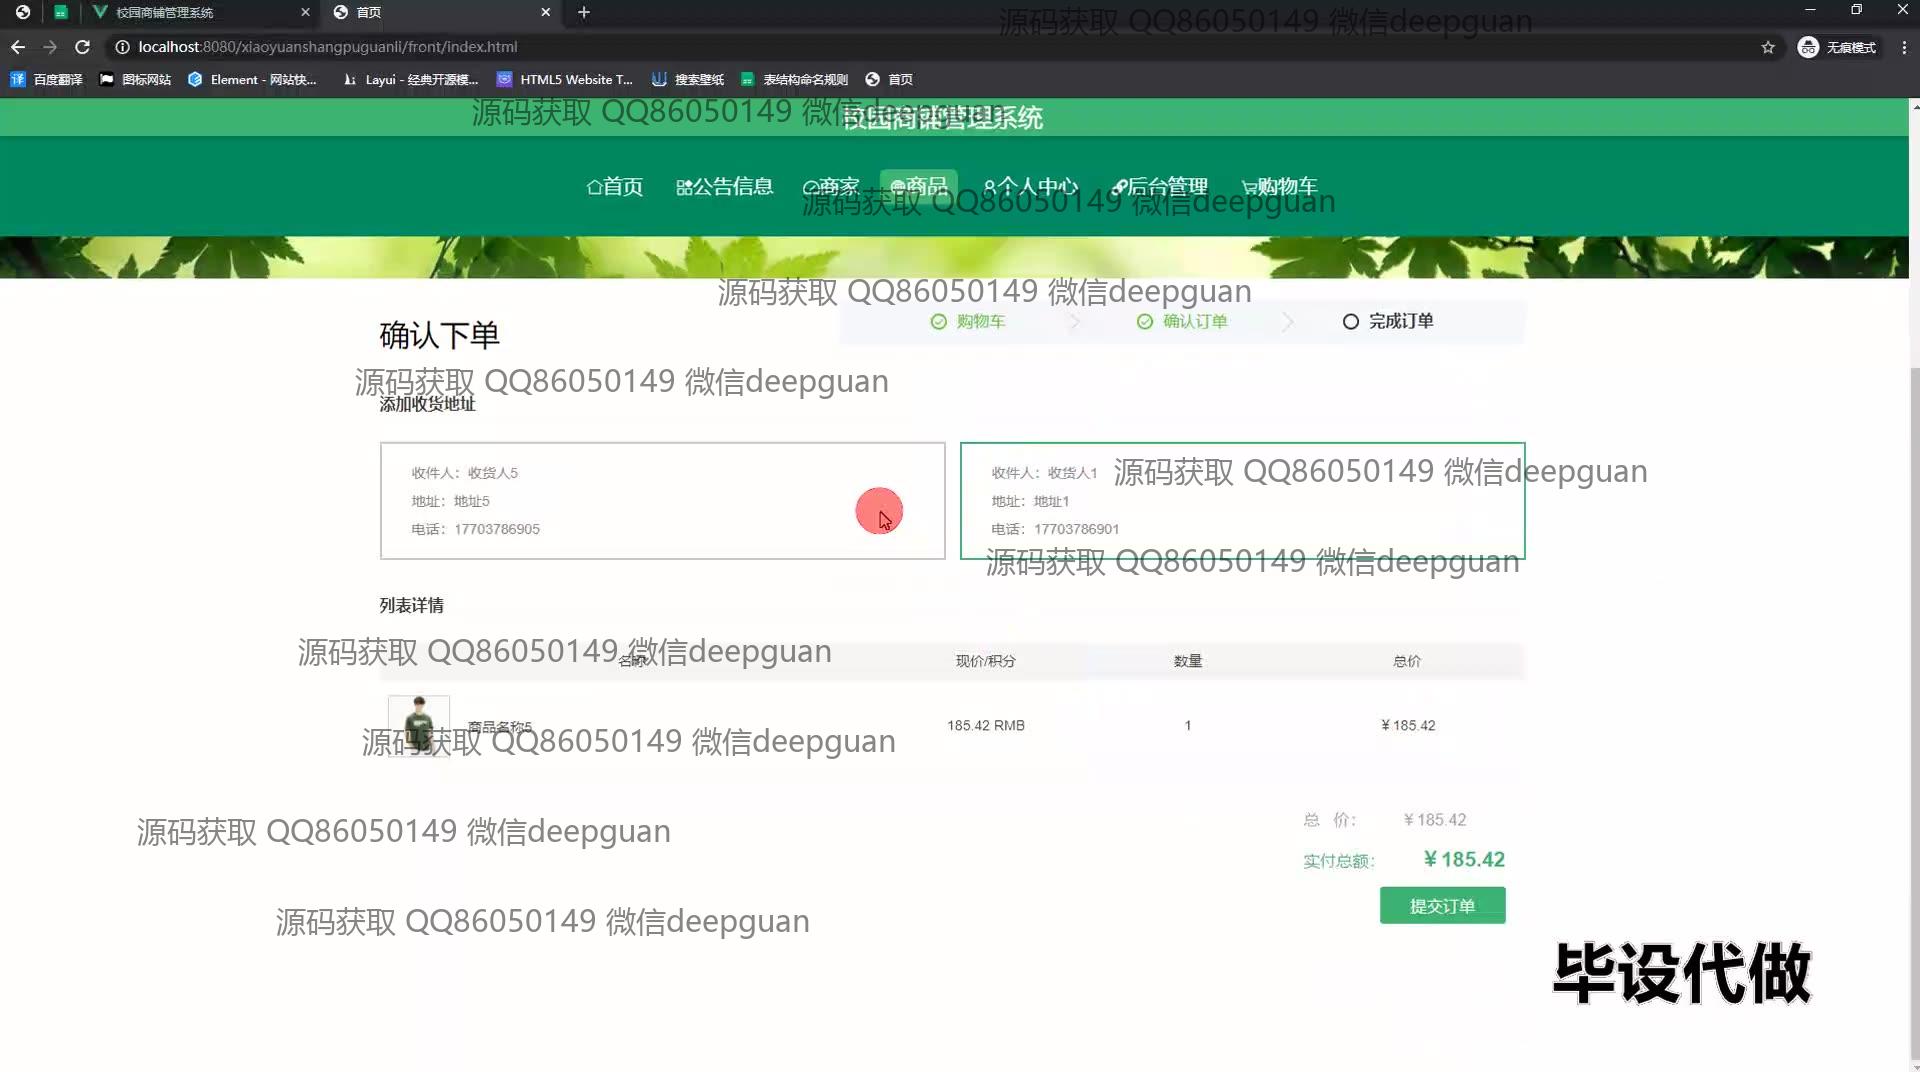 校园商铺管理系统
首页
源码获取 QQ86050149 微信deepguan
localhost:8080/xiaoyuanshangpuguanli/front/index.html
无痕模式
百度翻译
图标网站
Element - 网站快...
Layui - 经典开源模...
HTML5 Website T...
搜索壁纸
表结构命名规则
首页
源码获取 QQ86050149 微信deepguan
校园商铺管理系统
首页
公告信息
商家
商品
个人中心
后台管理
购物车
源码获取 QQ86050149 微信deepguan
源码获取 QQ86050149 微信deepguan
购物车
确认订单
完成订单
确认下单
源码获取 QQ86050149 微信deepguan
添加收货地址
收件人：收货人5
地址：地址5
电话：17703786905
收件人：收货人1
地址：地址1
电话：17703786901
源码获取 QQ86050149 微信deepguan
源码获取 QQ86050149 微信deepguan
列表详情
源码获取 QQ86050149 微信deepguan
名称
现价/积分
数量
总价
商品名称5
185.42 RMB
1
¥185.42
源码获取 QQ86050149 微信deepguan
总 价：
¥185.42
源码获取 QQ86050149 微信deepguan
实付总额：
¥185.42
提交订单
源码获取 QQ86050149 微信deepguan
毕设代做